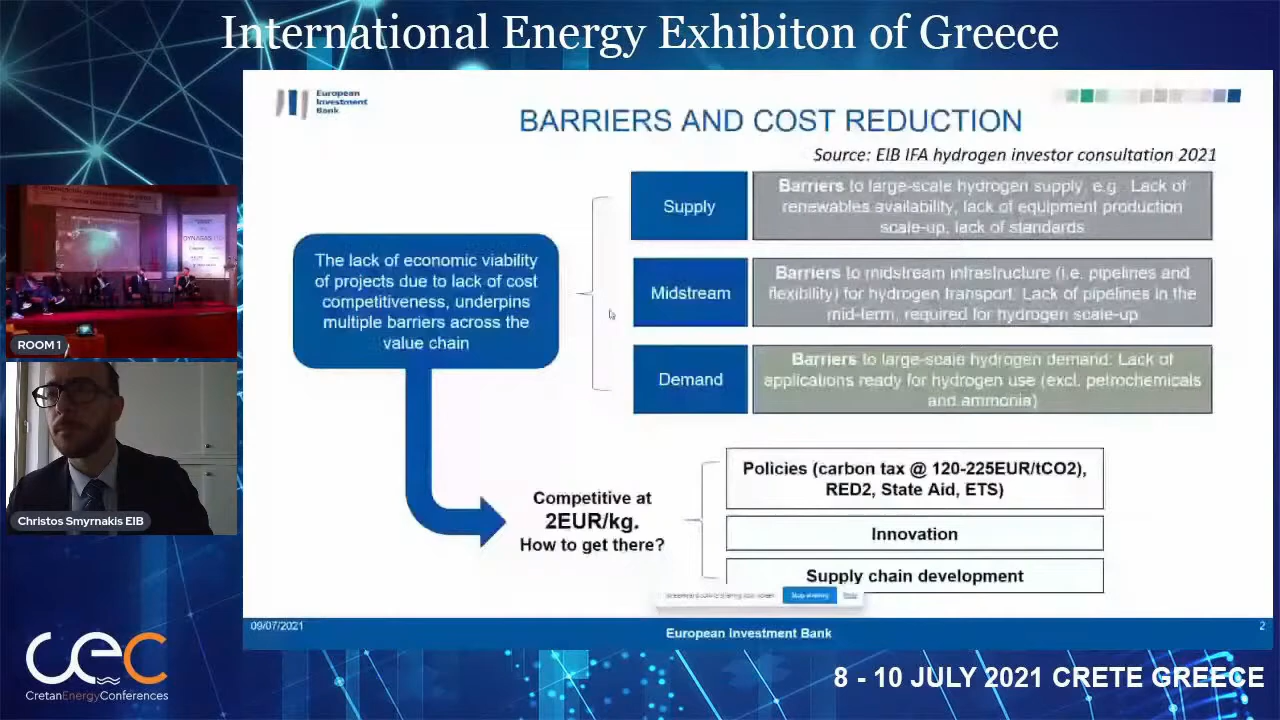 International Energy Exhibiton of Greece
European
Investment
Bank
BARRIERS AND COST REDUCTION
Source: EIB IFA hydrogen investor consultation 2021
The lack of economic viability
of projects due to lack of cost
competitiveness, underpins
multiple barriers across the
value chain
Supply
Barriers to large-scale hydrogen supply, e.g. Lack of
renewables availability, lack of equipment production
scale-up, lack of standards
Midstream
Barriers to midstream infrastructure (i.e. pipelines and
flexibility) for hydrogen transport. Lack of pipelines in the
mid-term, required for hydrogen scale-up
Demand
Barriers to large-scale hydrogen demand: Lack of
applications ready for hydrogen use (excl. petrochemicals
and ammonia)
Competitive at
2EUR/kg.
How to get there?
Policies (carbon tax @ 120-225EUR/tCO2),
RED2, State Aid, ETS)
Innovation
Supply chain development
Stop sharing
Hide
09/07/2021
European Investment Bank
2
ROOM 1
Christos Smyrnakis EIB
CEC
CretanEnergyConferences
8 - 10 JULY 2021 CRETE GREECE